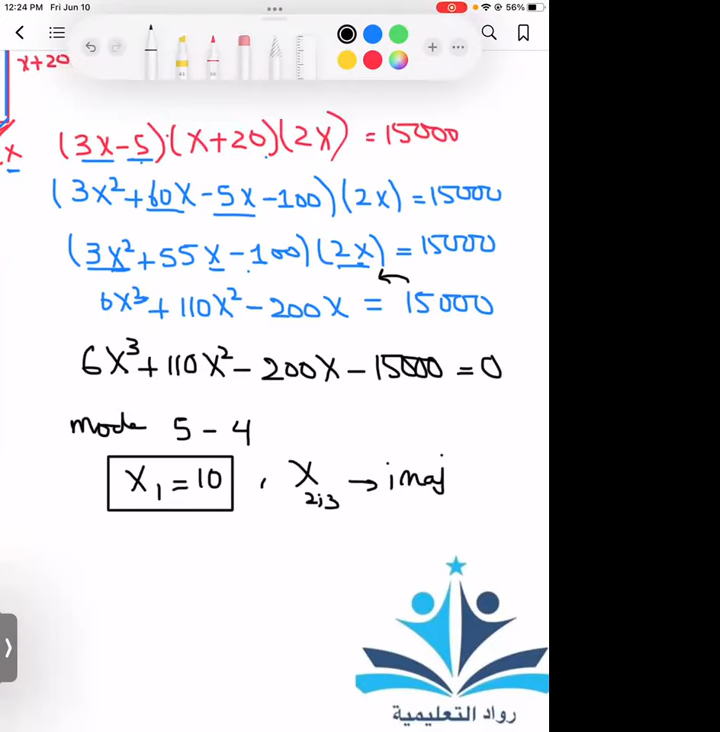 12:24 PM Fri Jun 10
56%
x+20
x (3x-5)(x+20)(2x) = 15000
(3x²+60x-5x-100)(2x) = 15000
(3x²+55x-100)(2x) = 15000
6x³+110x²-200x = 15000
6x³+110x²-200x-15000 = 0
mode 5-4
x₁ = 10 , x₂,₃ → imaj
رواد التعليمية